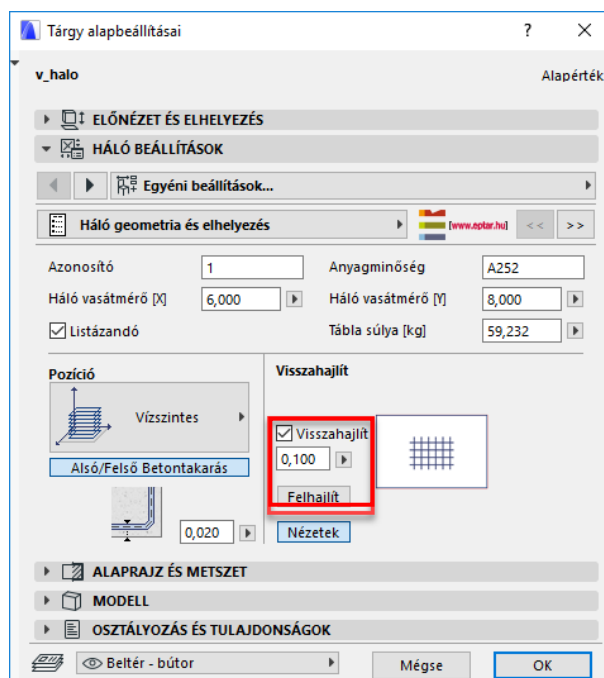 Tárgy alapbeállításai ? ×
v_halo Alapérték
ELŐNÉZET ÉS ELHELYEZÉS
HÁLÓ BEÁLLÍTÁSOK
Egyéni beállítások...
Háló geometria és elhelyezés [www.eptar.hu] << >>
Azonosító 1 Anyagminőség A252
Háló vasátmérő [X] 6,000 Háló vasátmérő [Y] 8,000
Listázandó Tábla súlya [kg] 59,232
Pozíció Visszahajlít
Vízszintes Visszahajlít
0,100
Alsó/Felső Betontakarás
Felhajlít
0,020 Nézetek
ALAPRAJZ ÉS METSZET
MODELL
OSZTÁLYOZÁS ÉS TULAJDONSÁGOK
Beltér - bútor Mégse OK